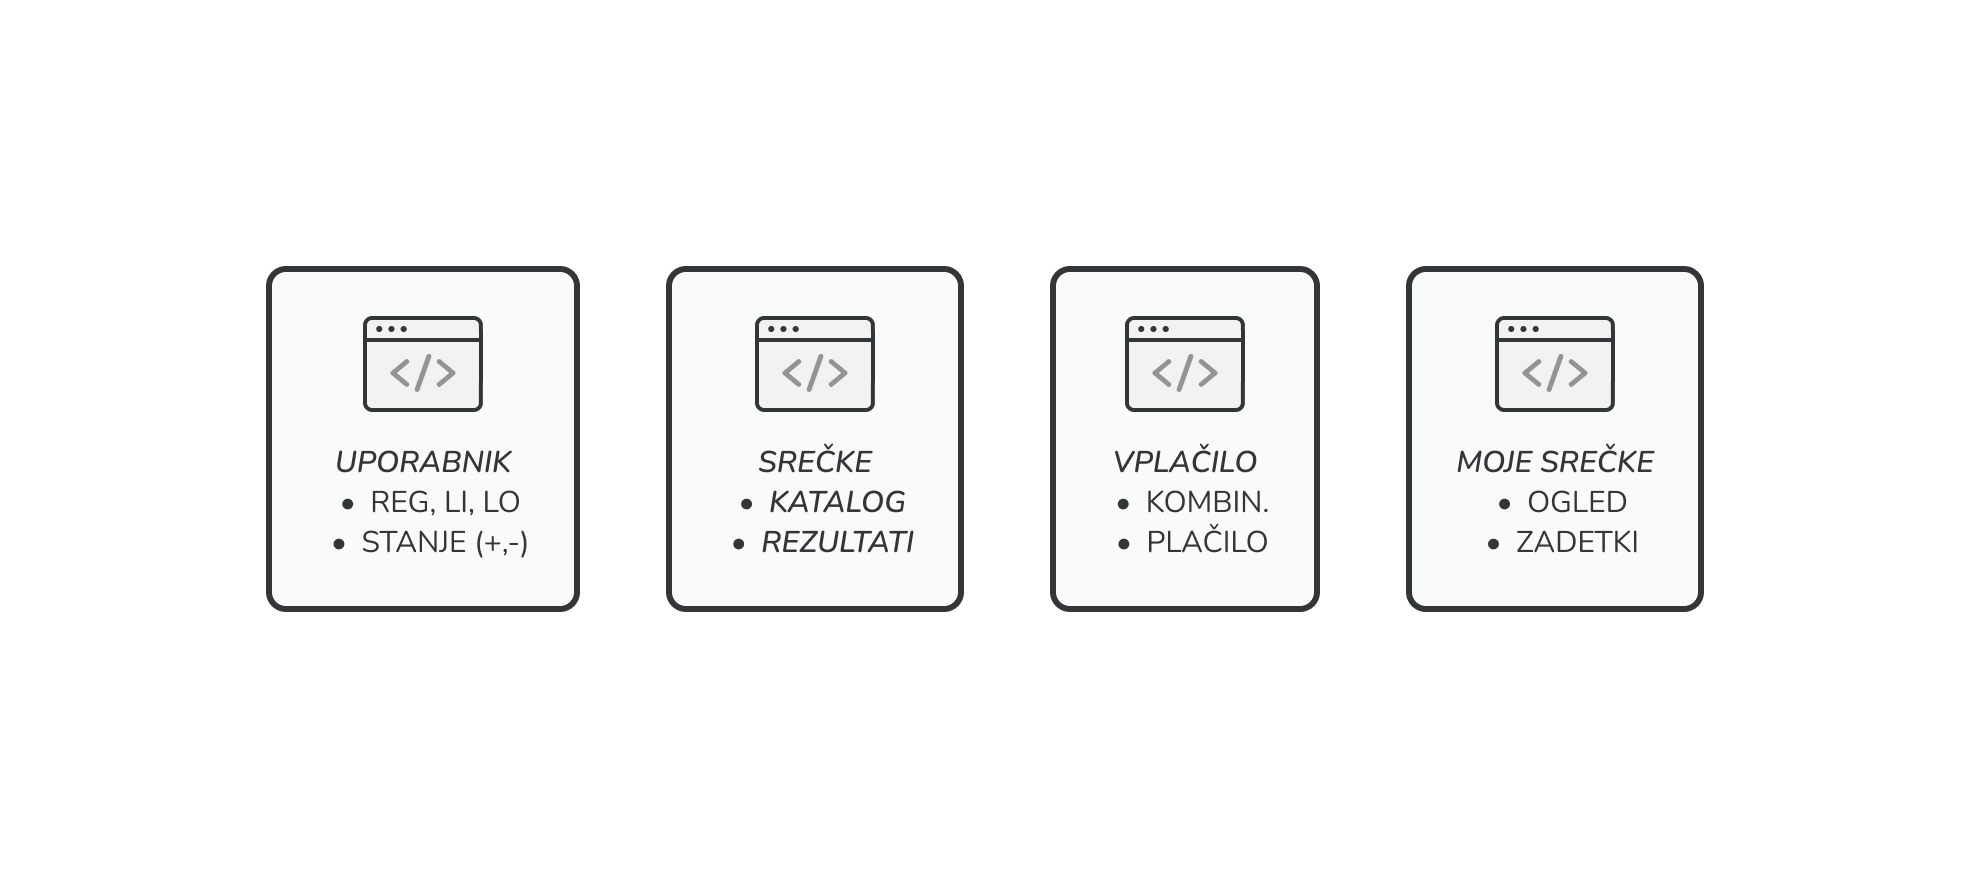 UPORABNIK
• REG, LI, LO
• STANJE (+,-)
SREČKE
• KATALOG
• REZULTATI
VPLAČILO
• KOMBIN.
• PLAČILO
MOJE SREČKE
• OGLED
• ZADETKI